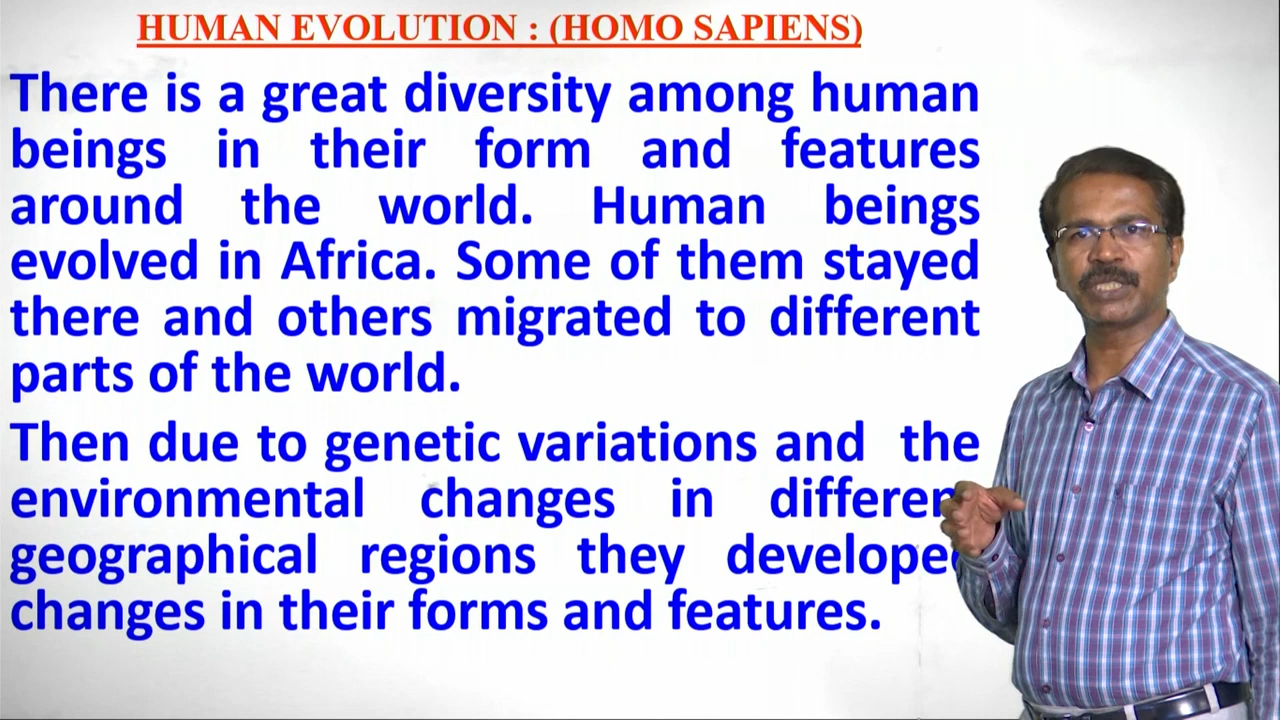 HUMAN EVOLUTION : (HOMO SAPIENS)
There is a great diversity among human
beings in their form and features
around the world. Human beings
evolved in Africa. Some of them stayed
there and others migrated to different
parts of the world.
Then due to genetic variations and the
environmental changes in different
geographical regions they developed
changes in their forms and features.